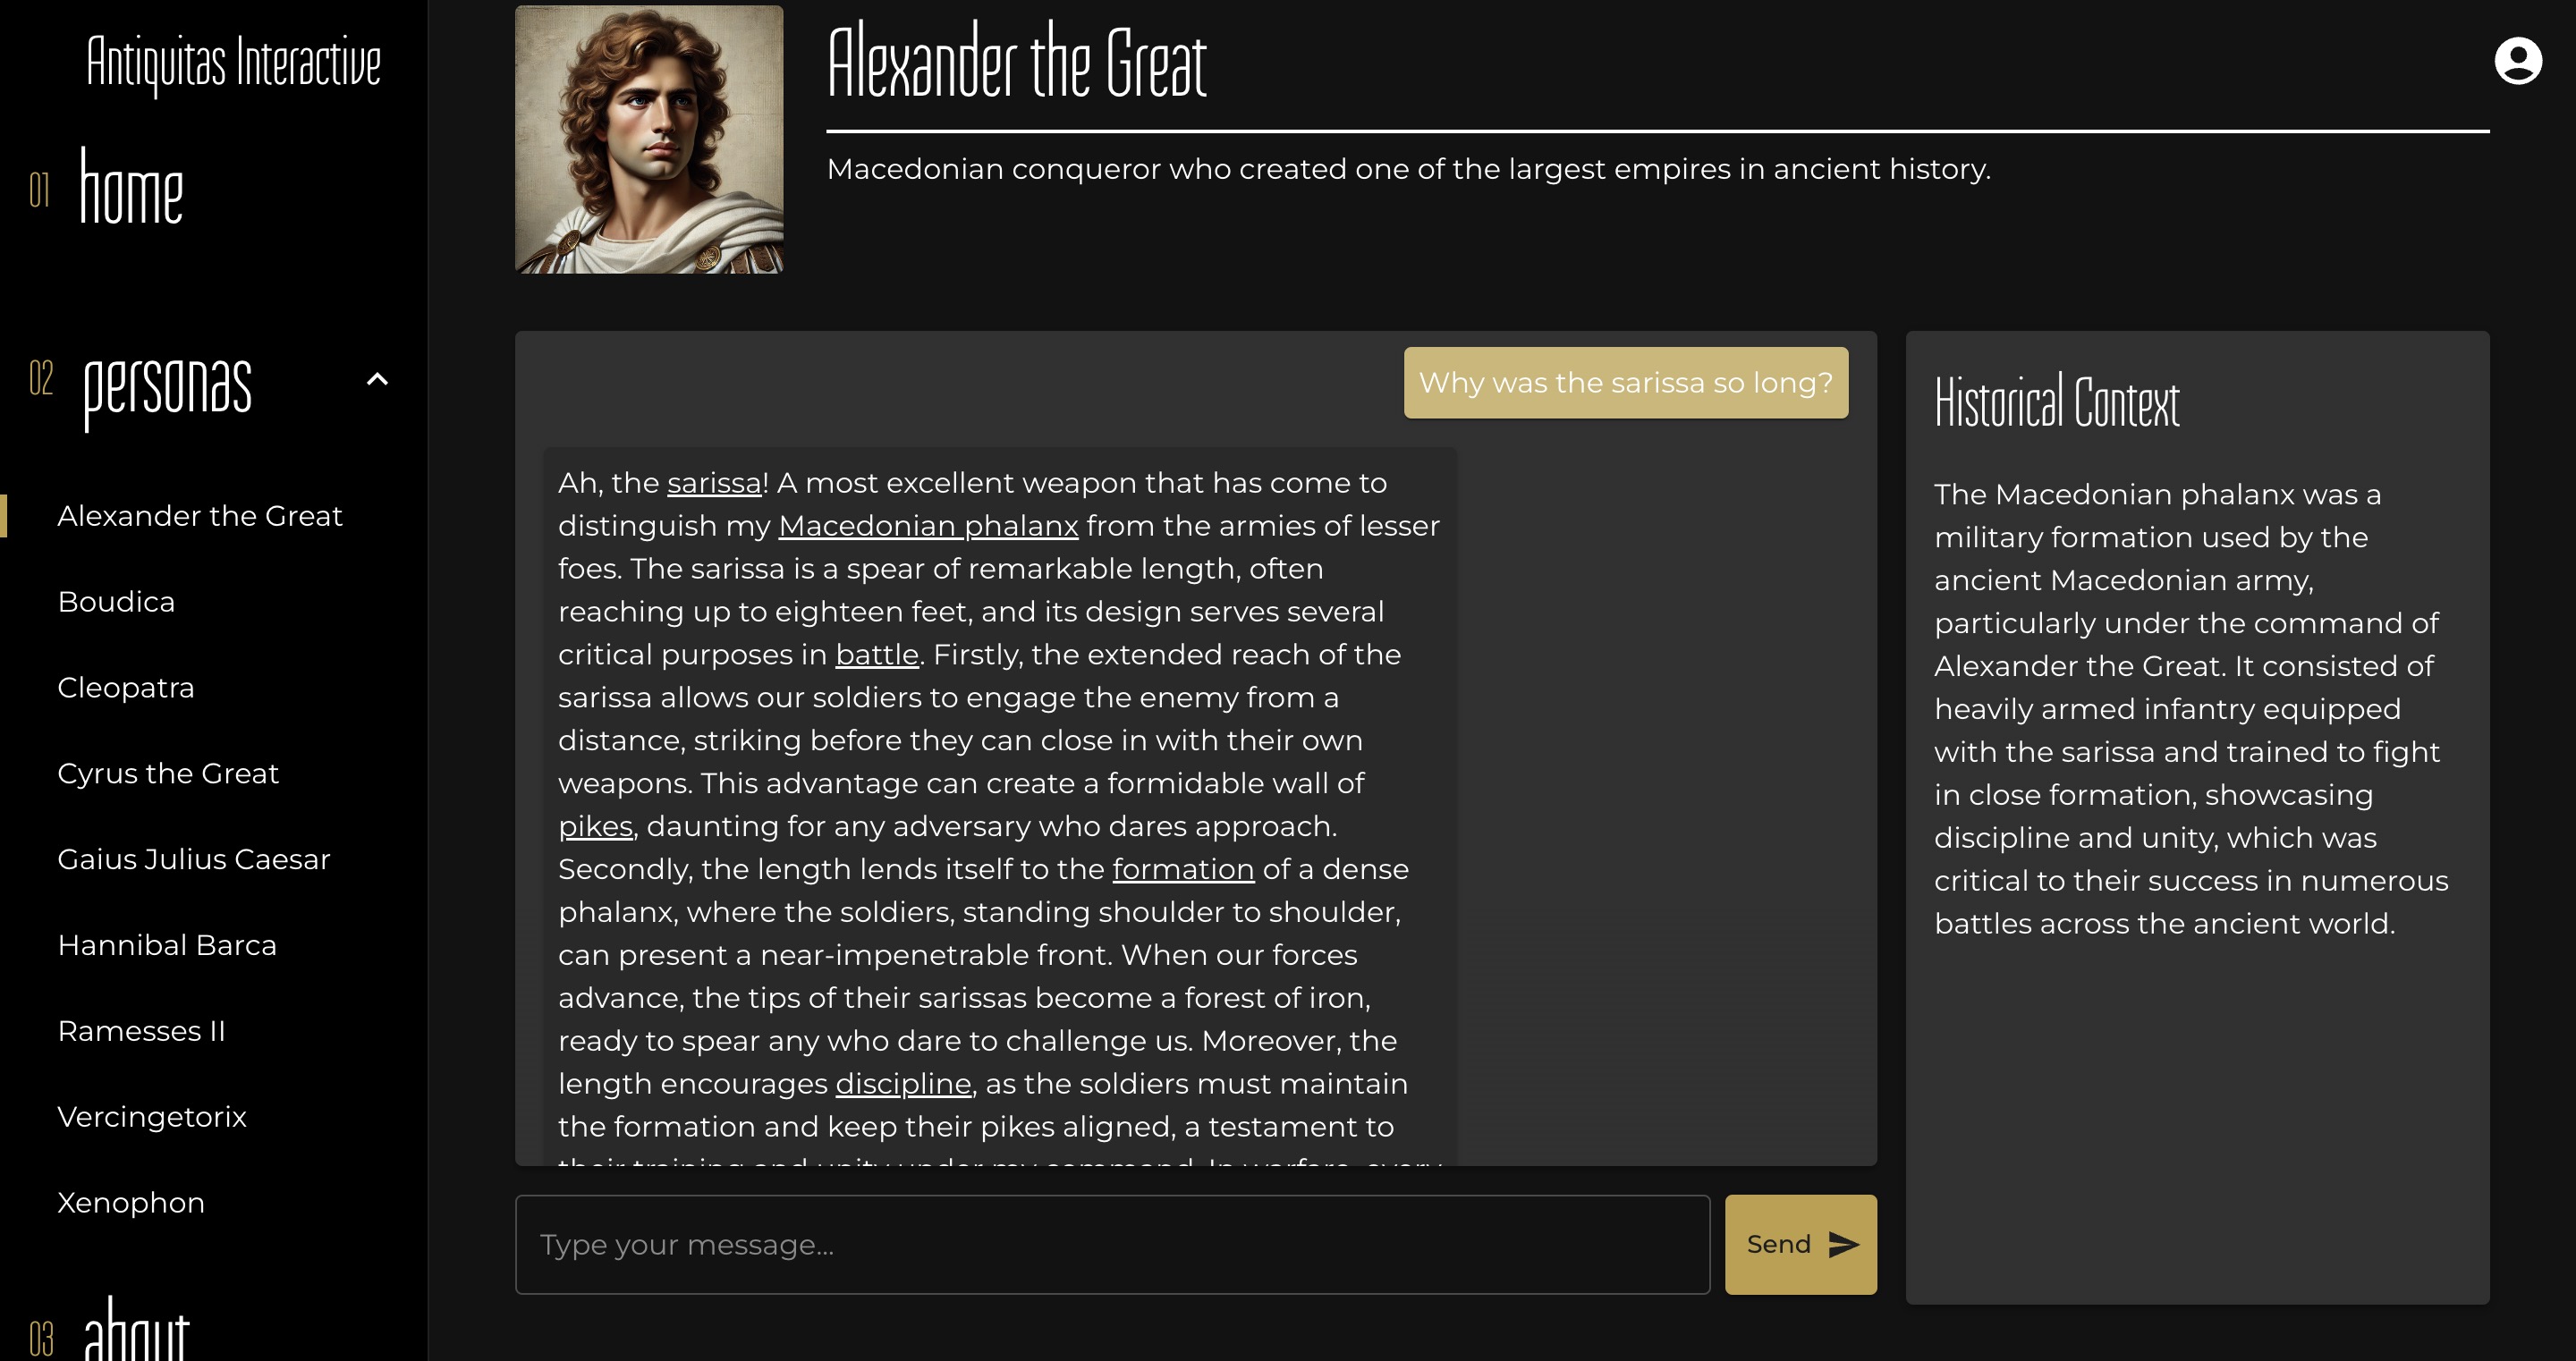 Antiquitas Interactive
01 home
02 personas
Alexander the Great
Boudica
Cleopatra
Cyrus the Great
Gaius Julius Caesar
Hannibal Barca
Ramesses II
Vercingetorix
Xenophon
03 about
Alexander the Great
Macedonian conqueror who created one of the largest empires in ancient history.
Why was the sarissa so long?
Ah, the sarissa! A most excellent weapon that has come to
distinguish my Macedonian phalanx from the armies of lesser
foes. The sarissa is a spear of remarkable length, often
reaching up to eighteen feet, and its design serves several
critical purposes in battle. Firstly, the extended reach of the
sarissa allows our soldiers to engage the enemy from a
distance, striking before they can close in with their own
weapons. This advantage can create a formidable wall of
pikes, daunting for any adversary who dares approach.
Secondly, the length lends itself to the formation of a dense
phalanx, where the soldiers, standing shoulder to shoulder,
can present a near-impenetrable front. When our forces
advance, the tips of their sarissas become a forest of iron,
ready to spear any who dare to challenge us. Moreover, the
length encourages discipline, as the soldiers must maintain
the formation and keep their pikes aligned, a testament to
their training and unity under my command. In warfare, every
Type your message...
Send
Historical Context
The Macedonian phalanx was a
military formation used by the
ancient Macedonian army,
particularly under the command of
Alexander the Great. It consisted of
heavily armed infantry equipped
with the sarissa and trained to fight
in close formation, showcasing
discipline and unity, which was
critical to their success in numerous
battles across the ancient world.